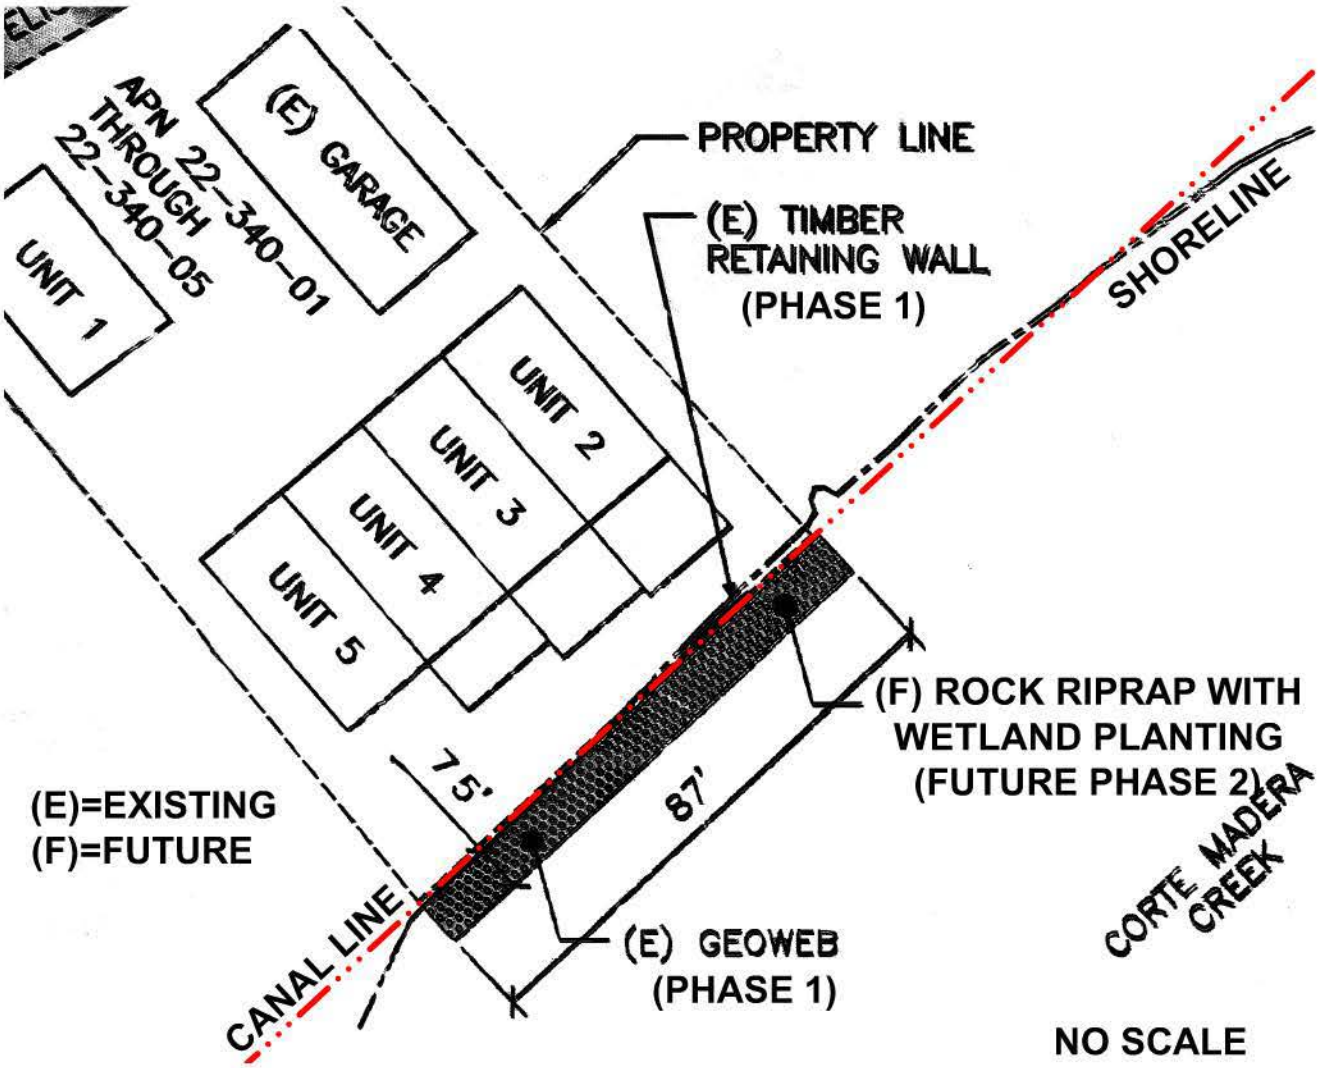 (E) GARAGE
APN 22-340-01
THROUGH
22-340-05
UNIT 1
PROPERTY LINE
(E) TIMBER
RETAINING WALL
(PHASE 1)
SHORELINE
UNIT 2
UNIT 3
UNIT 4
UNIT 5
(F) ROCK RIPRAP WITH
WETLAND PLANTING
(FUTURE PHASE 2)
75'
87'
(E)=EXISTING
(F)=FUTURE
CORTE MADERA
CREEK
CANAL LINE
(E) GEOWEB
(PHASE 1)
NO SCALE